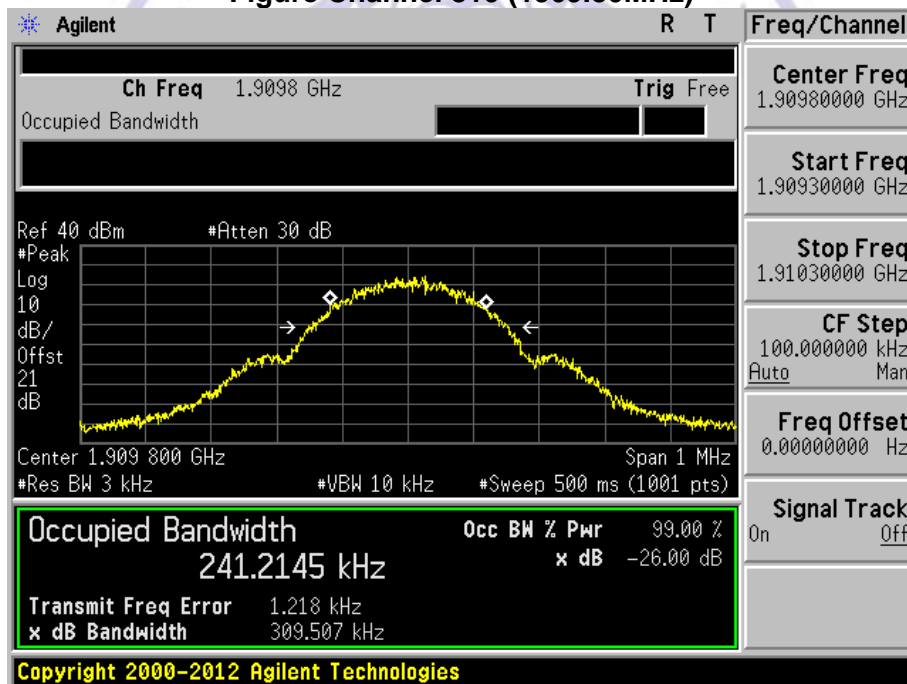 Agilent R T
Freq/Channel
Ch Freq 1.9098 GHz Trig Free
Occupied Bandwidth
Center Freq
1.90980000 GHz
Start Freq
1.90930000 GHz
Stop Freq
1.91030000 GHz
CF Step
100.000000 kHz
Auto Man
Freq Offset
0.00000000 Hz
Signal Track
On Off
Ref 40 dBm #Atten 30 dB
#Peak
Log
10
dB/
Offst
21
dB
Center 1.909 800 GHz Span 1 MHz
#Res BW 3 kHz #VBW 10 kHz #Sweep 500 ms (1001 pts)
Occupied Bandwidth
241.2145 kHz
Occ BW % Pwr 99.00 %
x dB -26.00 dB
Transmit Freq Error 1.218 kHz
x dB Bandwidth 309.507 kHz
Copyright 2000-2012 Agilent Technologies